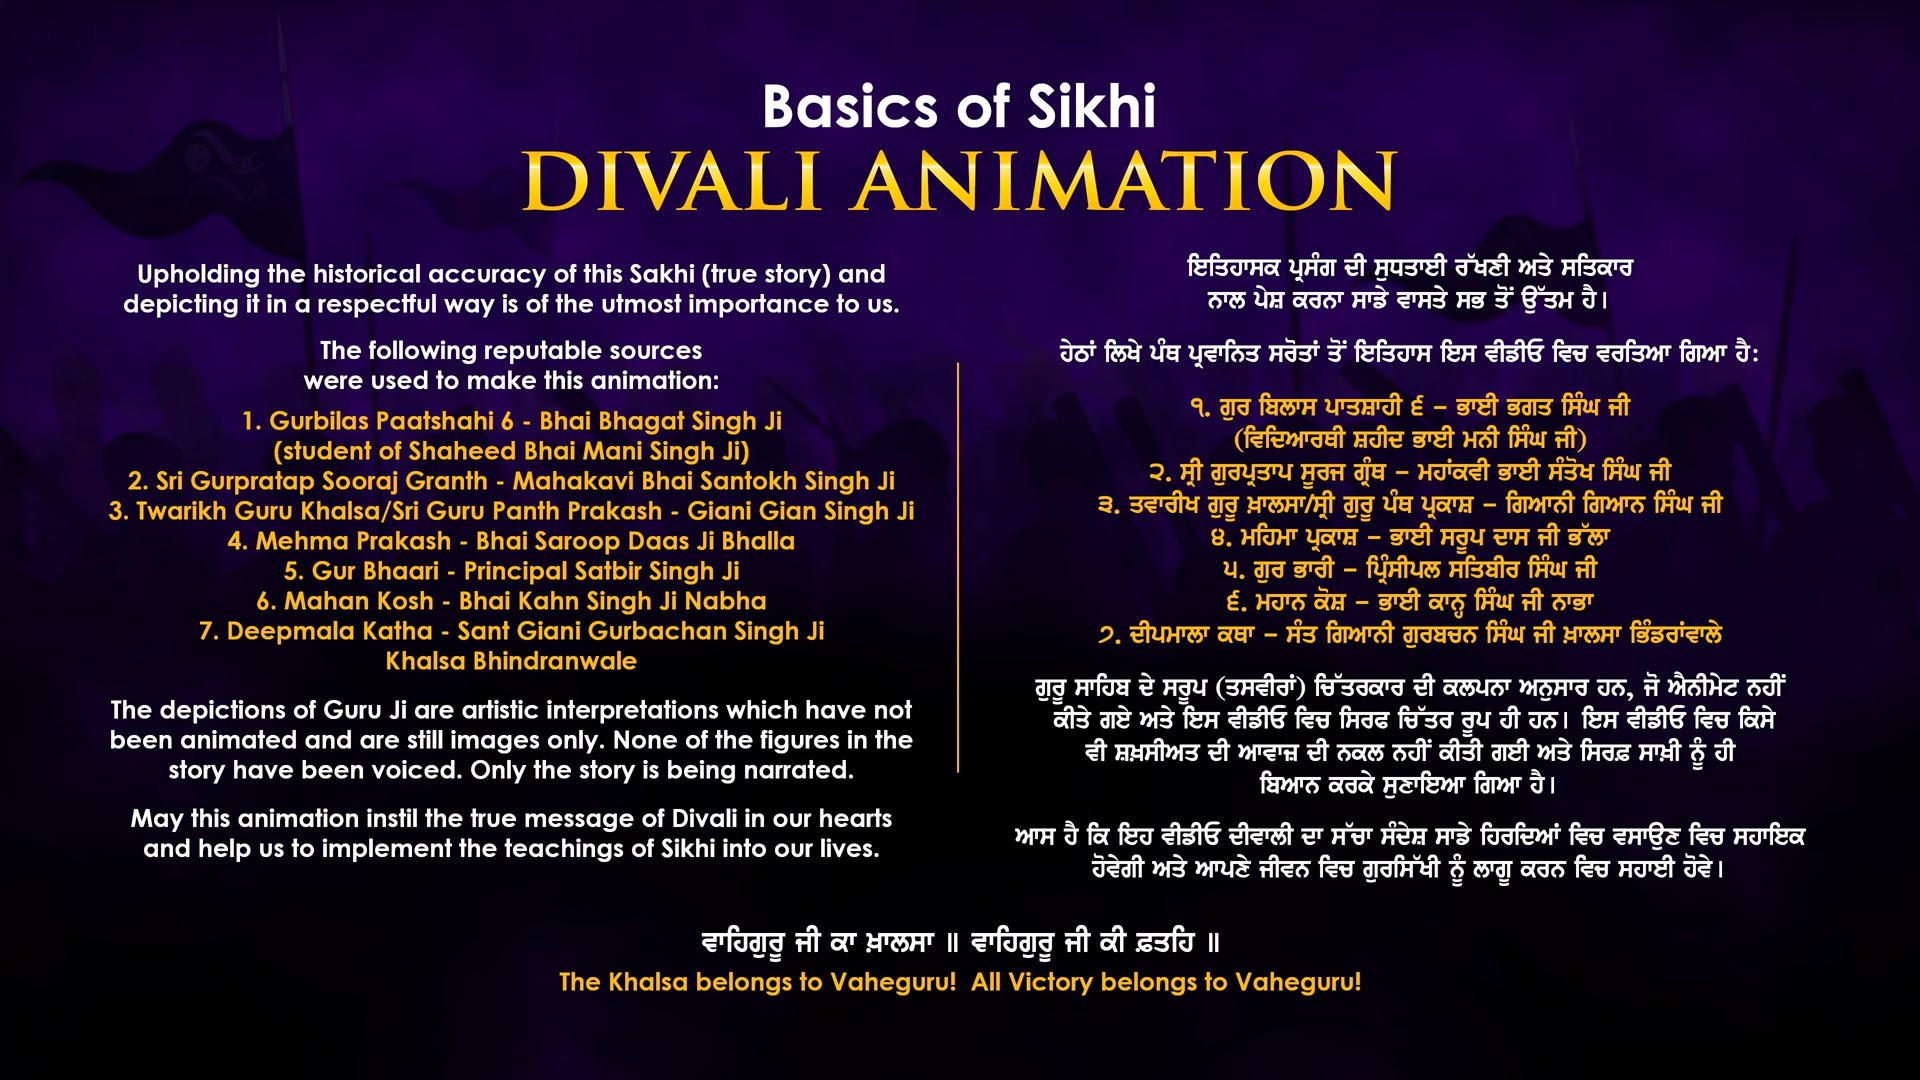 Basics of Sikhi
DIVALI ANIMATION
Upholding the historical accuracy of this Sakhi (true story) and
depicting it in a respectful way is of the utmost importance to us.
The following reputable sources
were used to make this animation:
1. Gurbilas Paatshahi 6 - Bhai Bhagat Singh Ji
(student of Shaheed Bhai Mani Singh Ji)
2. Sri Gurpratap Sooraj Granth - Mahakavi Bhai Santokh Singh Ji
3. Twarikh Guru Khalsa/Sri Guru Panth Prakash - Giani Gian Singh Ji
4. Mehma Prakash - Bhai Saroop Daas Ji Bhalla
5. Gur Bhaari - Principal Satbir Singh Ji
6. Mahan Kosh - Bhai Kahn Singh Ji Nabha
7. Deepmala Katha - Sant Giani Gurbachan Singh Ji
Khalsa Bhindranwale
The depictions of Guru Ji are artistic interpretations which have not
been animated and are still images only. None of the figures in the
story have been voiced. Only the story is being narrated.
May this animation instil the true message of Divali in our hearts
and help us to implement the teachings of Sikhi into our lives.
ਇਤਿਹਾਸਕ ਪ੍ਰਸੰਗ ਦੀ ਸੁਧਤਾਈ ਰੱਖਣੀ ਅਤੇ ਸਤਿਕਾਰ
ਨਾਲ ਪੇਸ਼ ਕਰਨਾ ਸਾਡੇ ਵਾਸਤੇ ਸਭ ਤੋਂ ਉੱਤਮ ਹੈ।
ਹੇਠਾਂ ਲਿਖੇ ਪੰਥ ਪ੍ਰਵਾਨਿਤ ਸਰੋਤਾਂ ਤੋਂ ਇਤਿਹਾਸ ਇਸ ਵੀਡੀਓ ਵਿਚ ਵਰਤਿਆ ਗਿਆ ਹੈ:
੧. ਗੁਰ ਬਿਲਾਸ ਪਾਤਸ਼ਾਹੀ ੬ – ਭਾਈ ਭਗਤ ਸਿੰਘ ਜੀ
(ਵਿਦਿਆਰਥੀ ਸ਼ਹੀਦ ਭਾਈ ਮਨੀ ਸਿੰਘ ਜੀ)
੨. ਸ੍ਰੀ ਗੁਰਪ੍ਰਤਾਪ ਸੂਰਜ ਗ੍ਰੰਥ – ਮਹਾਂਕਵੀ ਭਾਈ ਸੰਤੋਖ ਸਿੰਘ ਜੀ
੩. ਤਵਾਰੀਖ ਗੁਰੂ ਖ਼ਾਲਸਾ/ਸ੍ਰੀ ਗੁਰੂ ਪੰਥ ਪ੍ਰਕਾਸ਼ – ਗਿਆਨੀ ਗਿਆਨ ਸਿੰਘ ਜੀ
੪. ਮਹਿਮਾ ਪ੍ਰਕਾਸ਼ – ਭਾਈ ਸਰੂਪ ਦਾਸ ਜੀ ਭੱਲਾ
੫. ਗੁਰ ਭਾਰੀ – ਪ੍ਰਿੰਸੀਪਲ ਸਤਿਬੀਰ ਸਿੰਘ ਜੀ
੬. ਮਹਾਨ ਕੋਸ਼ – ਭਾਈ ਕਾਨ੍ਹ ਸਿੰਘ ਜੀ ਨਾਭਾ
੭. ਦੀਪਮਾਲਾ ਕਥਾ – ਸੰਤ ਗਿਆਨੀ ਗੁਰਬਚਨ ਸਿੰਘ ਜੀ ਖ਼ਾਲਸਾ ਭਿੰਡਰਾਂਵਾਲੇ
ਗੁਰੂ ਸਾਹਿਬ ਦੇ ਸਰੂਪ (ਤਸਵੀਰਾਂ) ਚਿੱਤਰਕਾਰ ਦੀ ਕਲਪਨਾ ਅਨੁਸਾਰ ਹਨ, ਜੋ ਐਨੀਮੇਟ ਨਹੀਂ
ਕੀਤੇ ਗਏ ਅਤੇ ਇਸ ਵੀਡੀਓ ਵਿਚ ਸਿਰਫ ਚਿੱਤਰ ਰੂਪ ਹੀ ਹਨ। ਇਸ ਵੀਡੀਓ ਵਿਚ ਕਿਸੇ
ਵੀ ਸ਼ਖ਼ਸੀਅਤ ਦੀ ਆਵਾਜ਼ ਦੀ ਨਕਲ ਨਹੀਂ ਕੀਤੀ ਗਈ ਅਤੇ ਸਿਰਫ਼ ਸਾਖ਼ੀ ਨੂੰ ਹੀ
ਬਿਆਨ ਕਰਕੇ ਸੁਣਾਇਆ ਗਿਆ ਹੈ।
ਆਸ ਹੈ ਕਿ ਇਹ ਵੀਡੀਓ ਦੀਵਾਲੀ ਦਾ ਸੱਚਾ ਸੰਦੇਸ਼ ਸਾਡੇ ਹਿਰਦਿਆਂ ਵਿਚ ਵਸਾਉਣ ਵਿਚ ਸਹਾਇਕ
ਹੋਵੇਗੀ ਅਤੇ ਆਪਣੇ ਜੀਵਨ ਵਿਚ ਗੁਰਸਿੱਖੀ ਨੂੰ ਲਾਗੂ ਕਰਨ ਵਿਚ ਸਹਾਈ ਹੋਵੇ।
ਵਾਹਿਗੁਰੂ ਜੀ ਕਾ ਖ਼ਾਲਸਾ ॥ ਵਾਹਿਗੁਰੂ ਜੀ ਕੀ ਫ਼ਤਹਿ ॥
The Khalsa belongs to Vaheguru! All Victory belongs to Vaheguru!